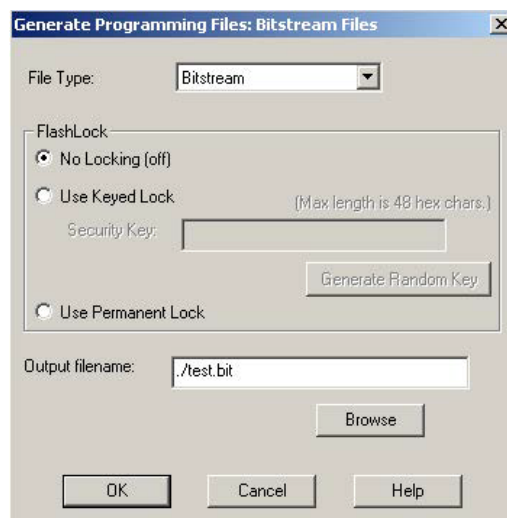 Generate Programming Files: Bitstream Files
File Type: Bitstream
FlashLock
No Locking (off)
Use Keyed Lock (Max length is 48 hex chars.)
Security Key:
Generate Random Key
Use Permanent Lock
Output filename: ./test.bit
Browse
OK Cancel Help